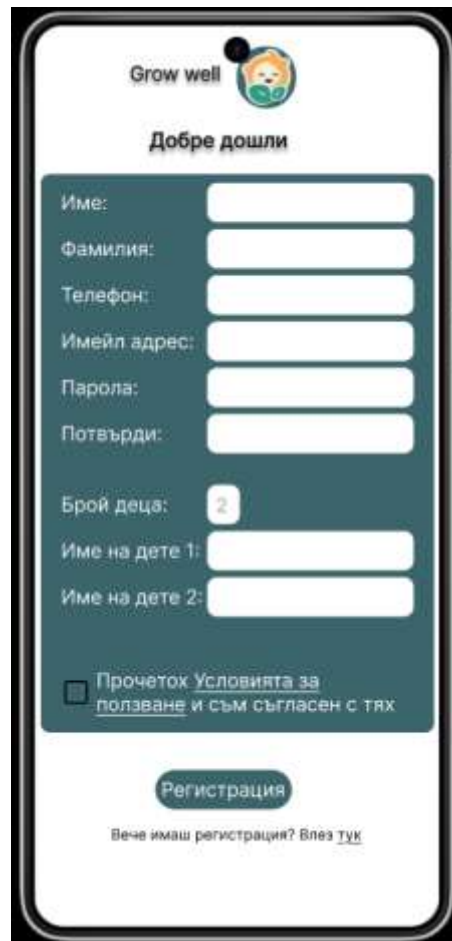 Grow well
Добре дошли
Име:
Фамилия:
Телефон:
Имейл адрес:
Парола:
Потвърди:
Брой деца: 2
Име на дете 1:
Име на дете 2:
Прочетох Условията за
ползване и съм съгласен с тях
Регистрация
Вече имаш регистрация? Влез тук